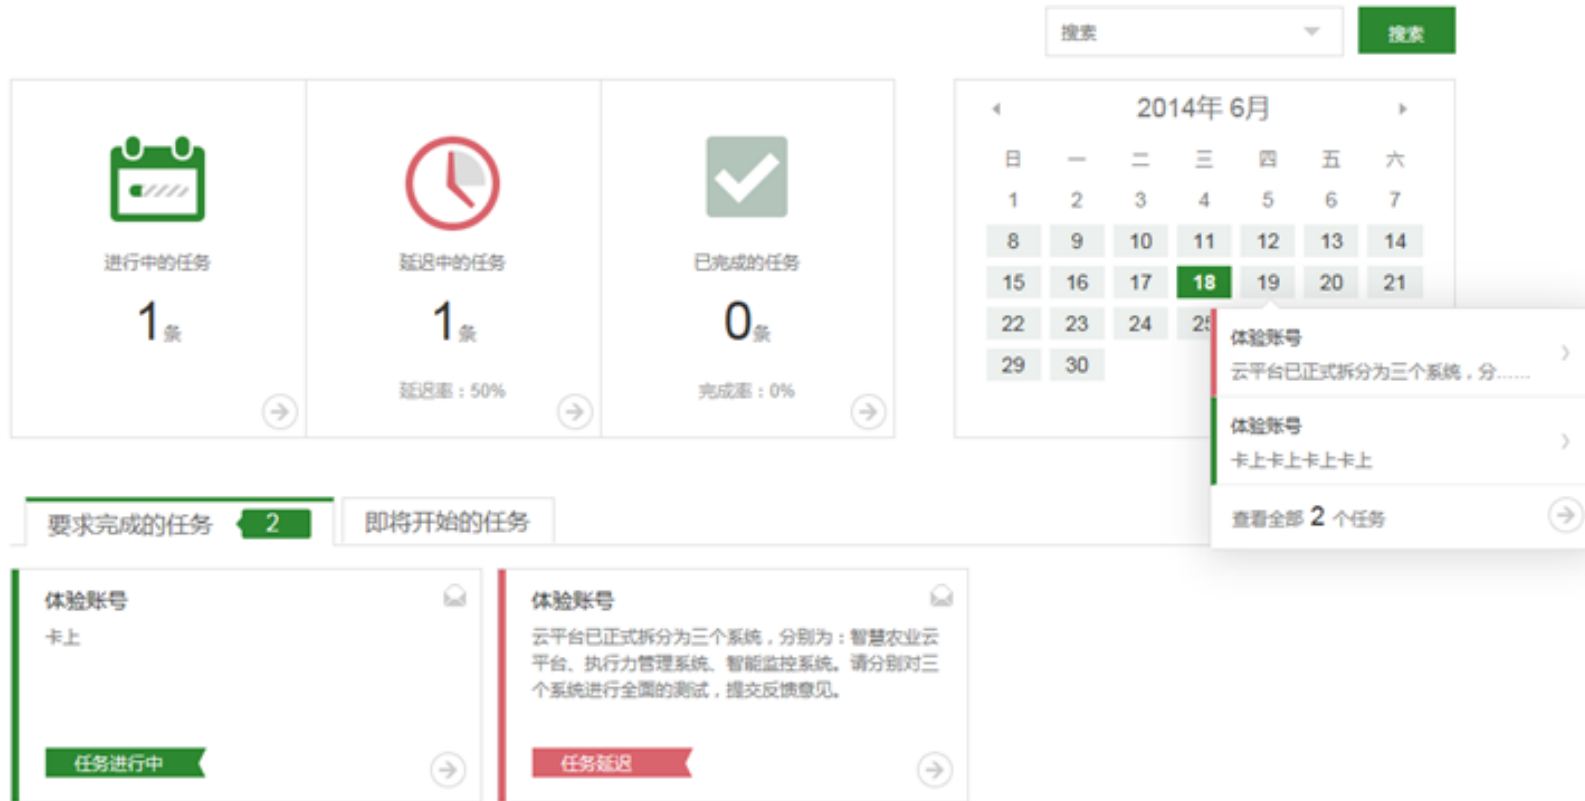 搜索
搜索
进行中的任务
1条
延迟中的任务
1条
延迟率：50%
已完成的任务
0条
完成率：0%
2014年 6月
日 一 二 三 四 五 六
1 2 3 4 5 6 7
8 9 10 11 12 13 14
15 16 17 18 19 20 21
22 23 24 25
29 30
体验账号
云平台已正式拆分为三个系统，分……
体验账号
卡上卡上卡上卡上
查看全部 2 个任务
要求完成的任务 2
即将开始的任务
体验账号
卡上
任务进行中
体验账号
云平台已正式拆分为三个系统，分别为：智慧农业云
平台、执行力管理系统、智能监控系统。请分别对三
个系统进行全面的测试，提交反馈意见。
任务延迟